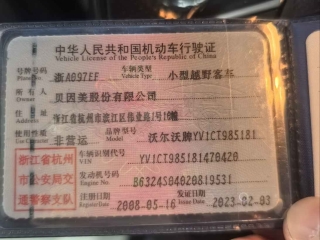 中华人民共和国机动车行驶证
Vehicle License of the People's Republic of China
号牌号码 浙A097EF 车辆类型 小型越野客车
Plate No. Vehicle Type
所有人 贝因美股份有限公司
Owner
住址 浙江省杭州市滨江区伟业路1号10幢
Address
使用性质 非营运 品牌型号 沃尔沃牌YV1CT985181
Use Character Model
浙江省杭州
市公安局交
通警察支队
车辆识别代号 YV1CT985181470420
VIN
发动机号码 B6324S04020819531
Engine No.
注册日期 2008-05-16 发证日期 2023-02-03
Register Date Issue Date